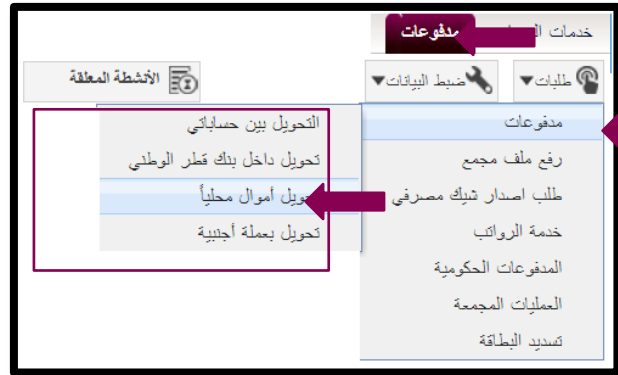 خدمات
مدفوعات
طلبات
ضبط البيانات
الأنشطة المعلقة
مدفوعات
رفع ملف مجمع
طلب اصدار شيك مصرفي
خدمة الرواتب
المدفوعات الحكومية
العمليات المجمعة
تسديد البطاقة
التحويل بين حساباتي
تحويل داخل بنك قطر الوطني
تحويل أموال محلياً
تحويل بعملة أجنبية